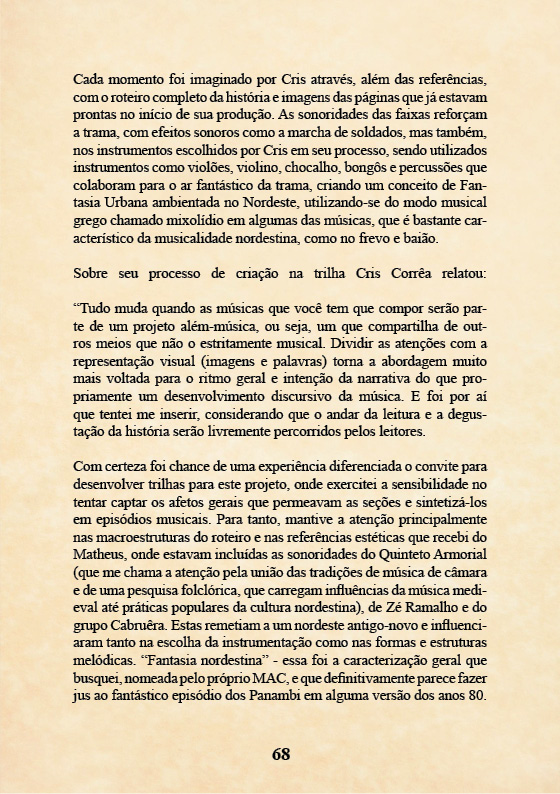 Cada momento foi imaginado por Cris através, além das referências,
com o roteiro completo da história e imagens das páginas que já estavam
prontas no início de sua produção. As sonoridades das faixas reforçam
a trama, com efeitos sonoros como a marcha de soldados, mas também,
nos instrumentos escolhidos por Cris em seu processo, sendo utilizados
instrumentos como violões, violino, chocalho, bongôs e percussões que
colaboram para o ar fantástico da trama, criando um conceito de Fan-
tasia Urbana ambientada no Nordeste, utilizando-se do modo musical
grego chamado mixolídio em algumas das músicas, que é bastante car-
acterístico da musicalidade nordestina, como no frevo e baião.
Sobre seu processo de criação na trilha Cris Corrêa relatou:
“Tudo muda quando as músicas que você tem que compor serão par-
te de um projeto além-música, ou seja, um que compartilha de out-
ros meios que não o estritamente musical. Dividir as atenções com a
representação visual (imagens e palavras) torna a abordagem muito
mais voltada para o ritmo geral e intenção da narrativa do que pro-
priamente um desenvolvimento discursivo da música. E foi por aí
que tentei me inserir, considerando que o andar da leitura e a degus-
tação da história serão livremente percorridos pelos leitores.
Com certeza foi chance de uma experiência diferenciada o convite para
desenvolver trilhas para este projeto, onde exercitei a sensibilidade no
tentar captar os afetos gerais que permeavam as seções e sintetizá-los
em episódios musicais. Para tanto, mantive a atenção principalmente
nas macroestruturas do roteiro e nas referências estéticas que recebi do
Matheus, onde estavam incluídas as sonoridades do Quinteto Armorial
(que me chama a atenção pela união das tradições de música de câmara
e de uma pesquisa folclórica, que carregam influências da música medi-
eval até práticas populares da cultura nordestina), de Zé Ramalho e do
grupo Cabruêra. Estas remetiam a um nordeste antigo-novo e influenci-
aram tanto na escolha da instrumentação como nas formas e estruturas
melódicas. “Fantasia nordestina” - essa foi a caracterização geral que
busquei, nomeada pelo próprio MAC, e que definitivamente parece fazer
jus ao fantástico episódio dos Panambi em alguma versão dos anos 80.
68